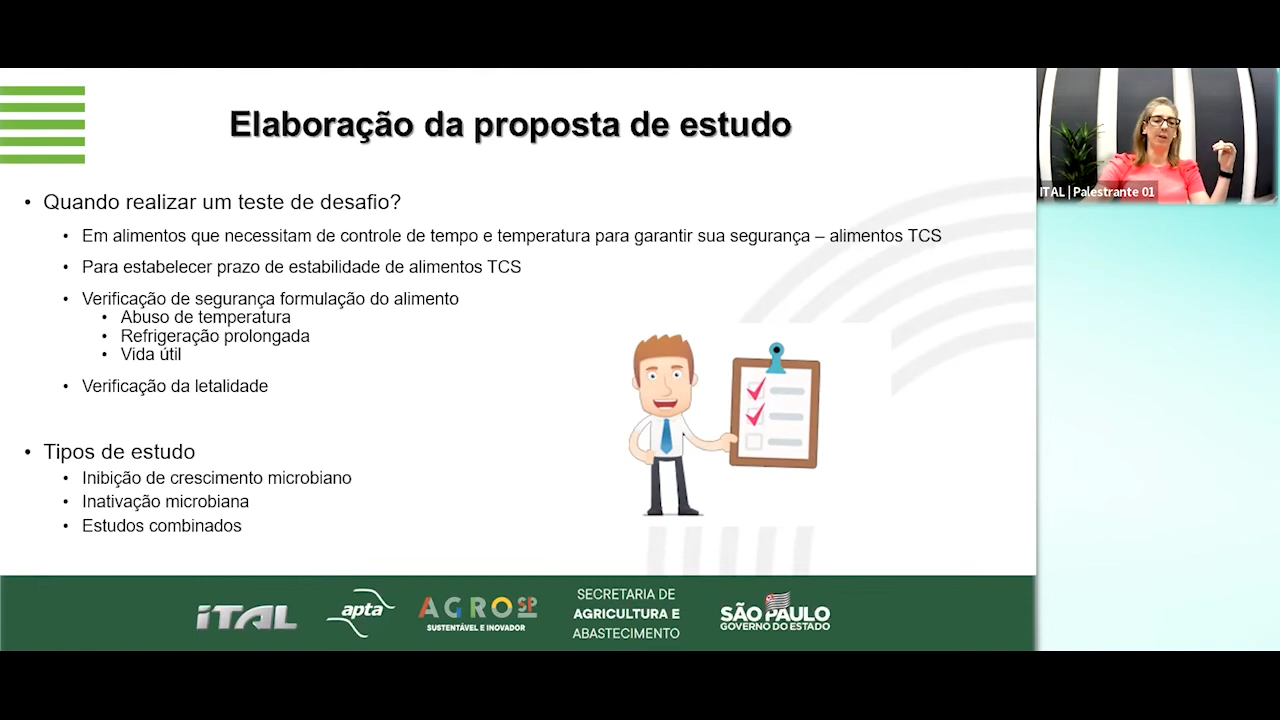 Elaboração da proposta de estudo
• Quando realizar um teste de desafio?
• Em alimentos que necessitam de controle de tempo e temperatura para garantir sua segurança – alimentos TCS
• Para estabelecer prazo de estabilidade de alimentos TCS
• Verificação de segurança formulação do alimento
• Abuso de temperatura
• Refrigeração prolongada
• Vida útil
• Verificação da letalidade
• Tipos de estudo
• Inibição de crescimento microbiano
• Inativação microbiana
• Estudos combinados
ITAL | Palestrante 01
iTAL
apta
AGRO SP
SUSTENTÁVEL E INOVADOR
SECRETARIA DE
AGRICULTURA E
ABASTECIMENTO
SÃO PAULO
GOVERNO DO ESTADO